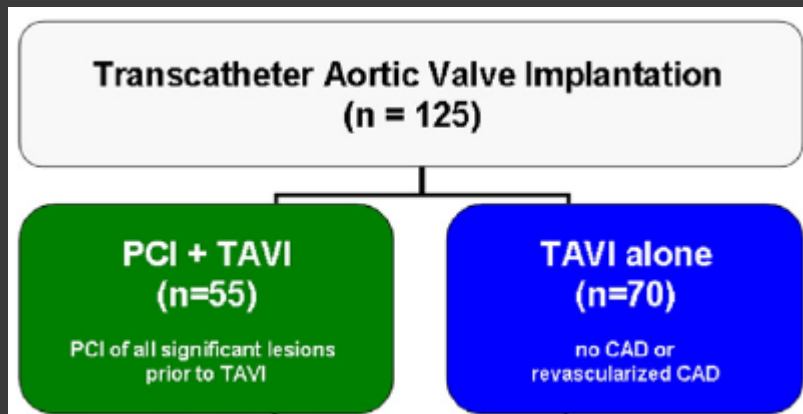 Transcatheter Aortic Valve Implantation
(n = 125)
PCI + TAVI
(n=55)
PCI of all significant lesions
prior to TAVI
TAVI alone
(n=70)
no CAD or
revascularized CAD